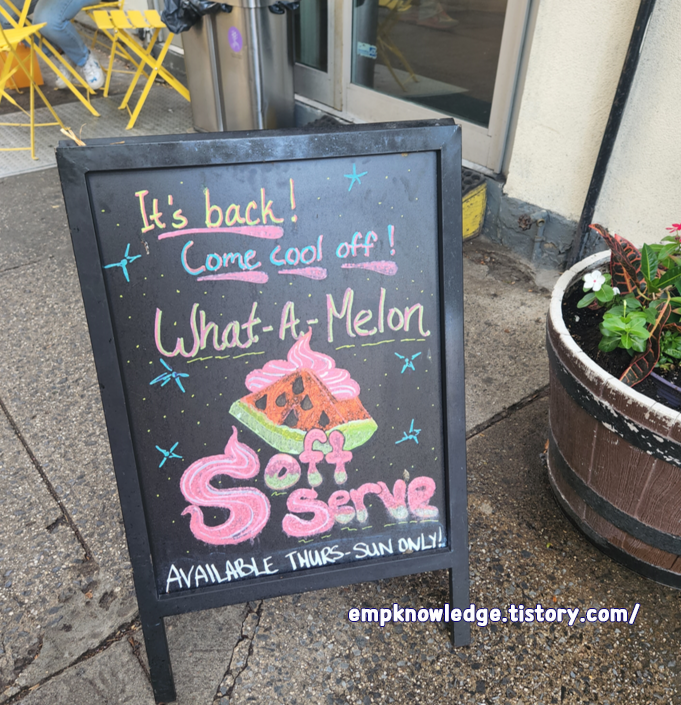 It's back!
Come cool off!
What-A-Melon
Soft
Serve
AVAILABLE THURS-SUN ONLY!
empknowledge.tistory.com/